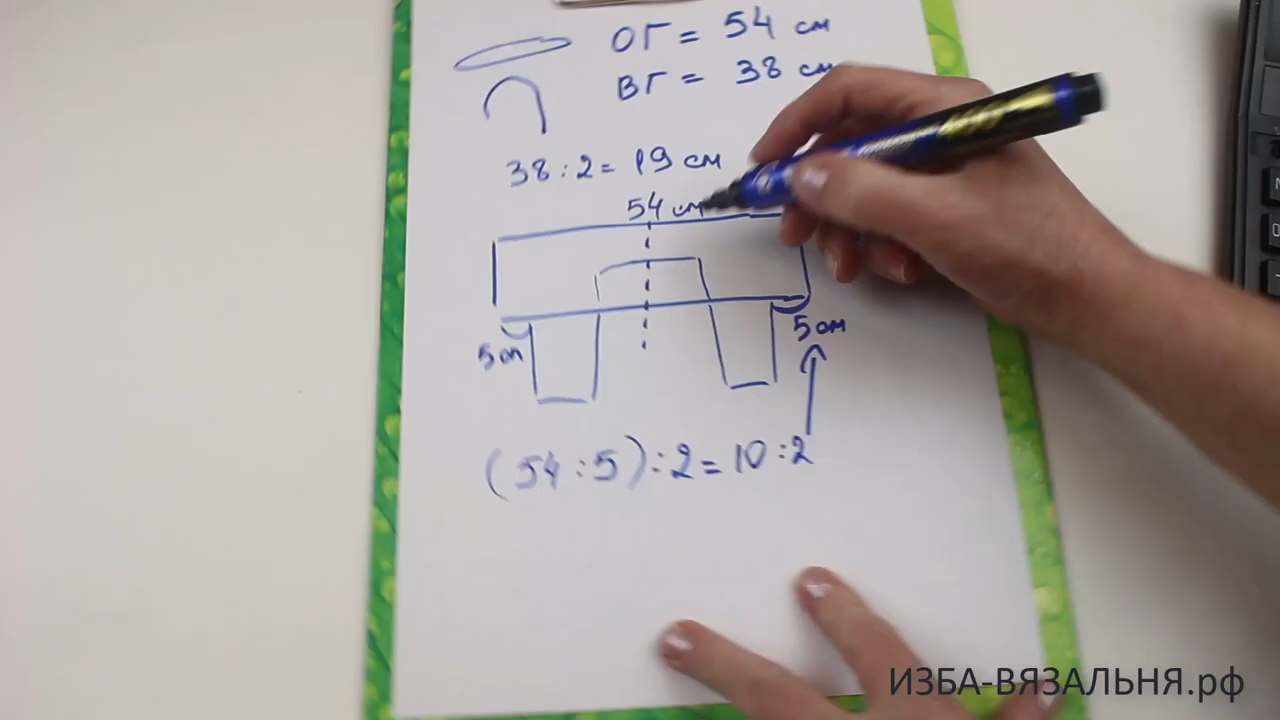 ОГ = 54 см
ВГ = 38 см
38 : 2 = 19 см
54 см
5 см
5 см
(54 : 5) : 2 = 10 : 2
ИЗБА-ВЯЗАЛЬНЯ.рф